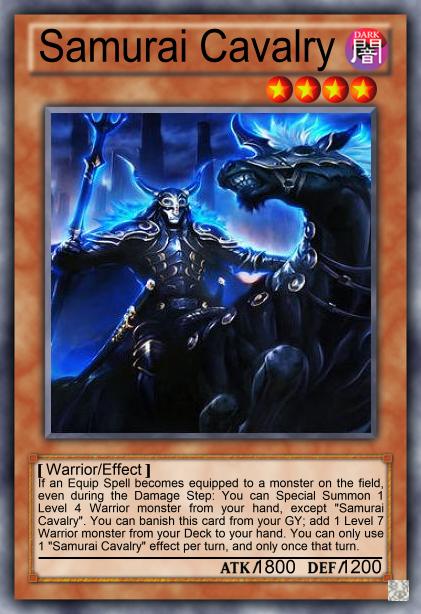 Samurai Cavalry
DARK
闇
[ Warrior/Effect ]
If an Equip Spell becomes equipped to a monster on the field,
even during the Damage Step: You can Special Summon 1
Level 4 Warrior monster from your hand, except "Samurai
Cavalry". You can banish this card from your GY; add 1 Level 7
Warrior monster from your Deck to your hand. You can only use
1 "Samurai Cavalry" effect per turn, and only once that turn.
ATK/1800 DEF/1200